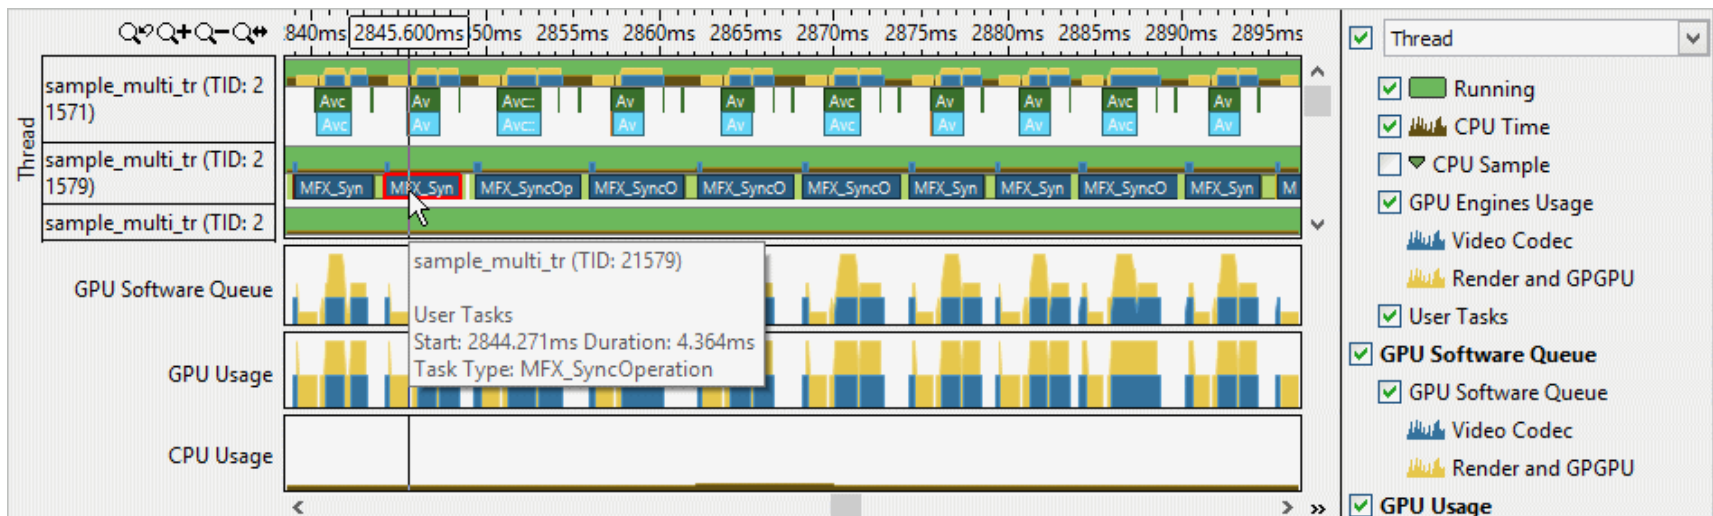 840ms 2845.600ms 50ms 2855ms 2860ms 2865ms 2870ms 2875ms 2880ms 2885ms 2890ms 2895ms
Thread
sample_multi_tr (TID: 2
1571)
Avc Av Avc:: Av Av Avc Av Av Avc Av
Avc Av Avc:: Av Av Avc Av Av Avc Av
sample_multi_tr (TID: 2
1579)
MFX_Syn MFX_Syn MFX_SyncOp MFX_SyncO MFX_SyncO MFX_SyncO MFX_Syn MFX_Syn MFX_SyncO MFX_Syn M
sample_multi_tr (TID: 2
GPU Software Queue
GPU Usage
CPU Usage
sample_multi_tr (TID: 21579)
User Tasks
Start: 2844.271ms Duration: 4.364ms
Task Type: MFX_SyncOperation
Thread
Running
CPU Time
CPU Sample
GPU Engines Usage
Video Codec
Render and GPGPU
User Tasks
GPU Software Queue
GPU Software Queue
Video Codec
Render and GPGPU
GPU Usage